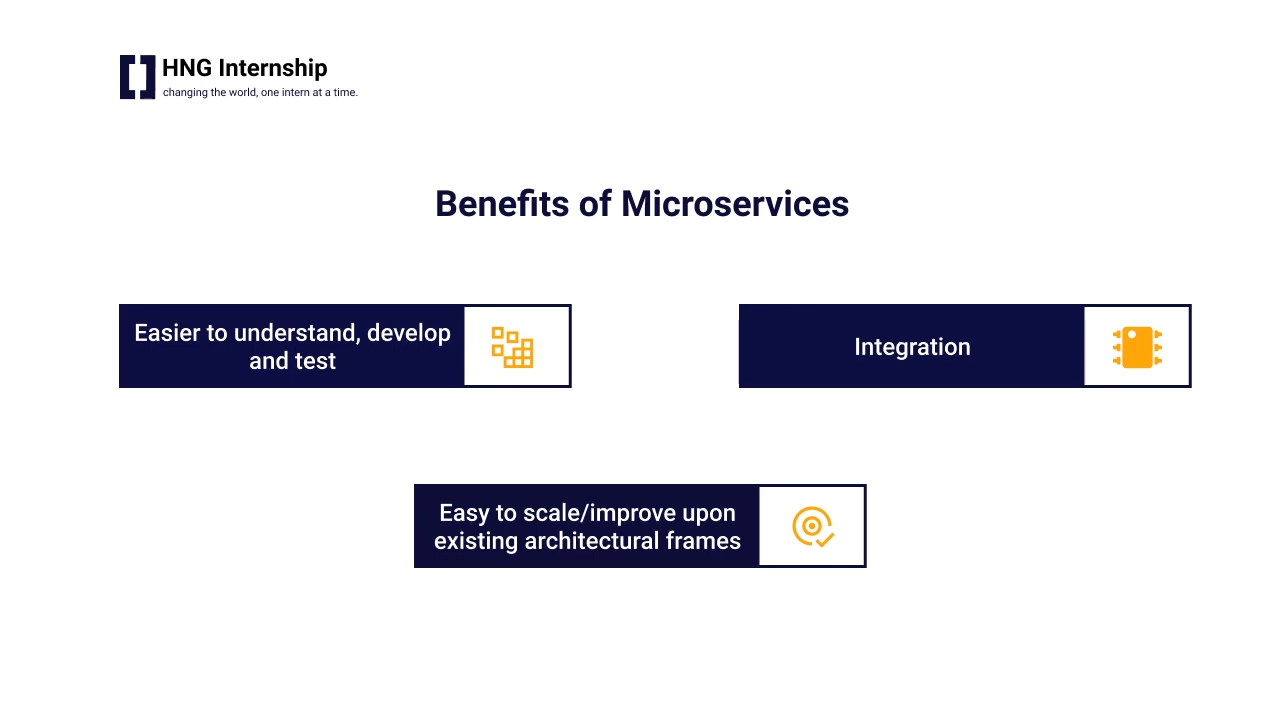 HNG Internship
changing the world, one intern at a time.
Benefits of Microservices
Easier to understand, develop
and test
Integration
Easy to scale/improve upon
existing architectural frames